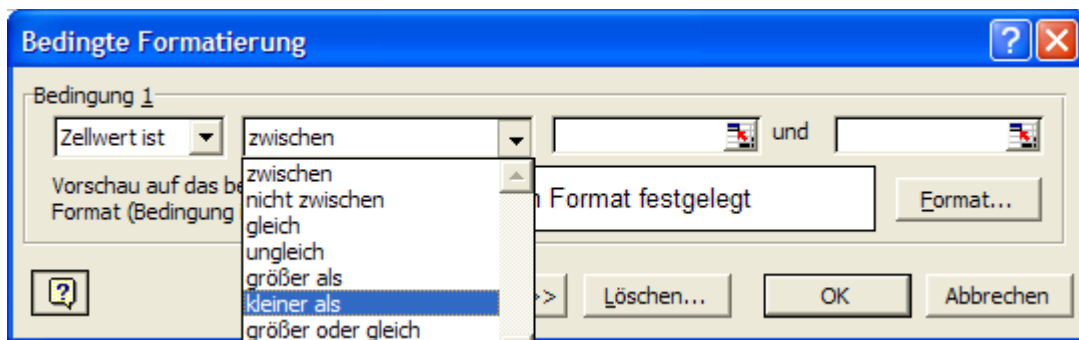 Bedingte Formatierung
Bedingung 1
Zellwert ist zwischen und
zwischen
nicht zwischen
gleich
ungleich
größer als
kleiner als
größer oder gleich
Vorschau auf das
Format (Bedingung
Format festgelegt
Format...
>> Löschen... OK Abbrechen